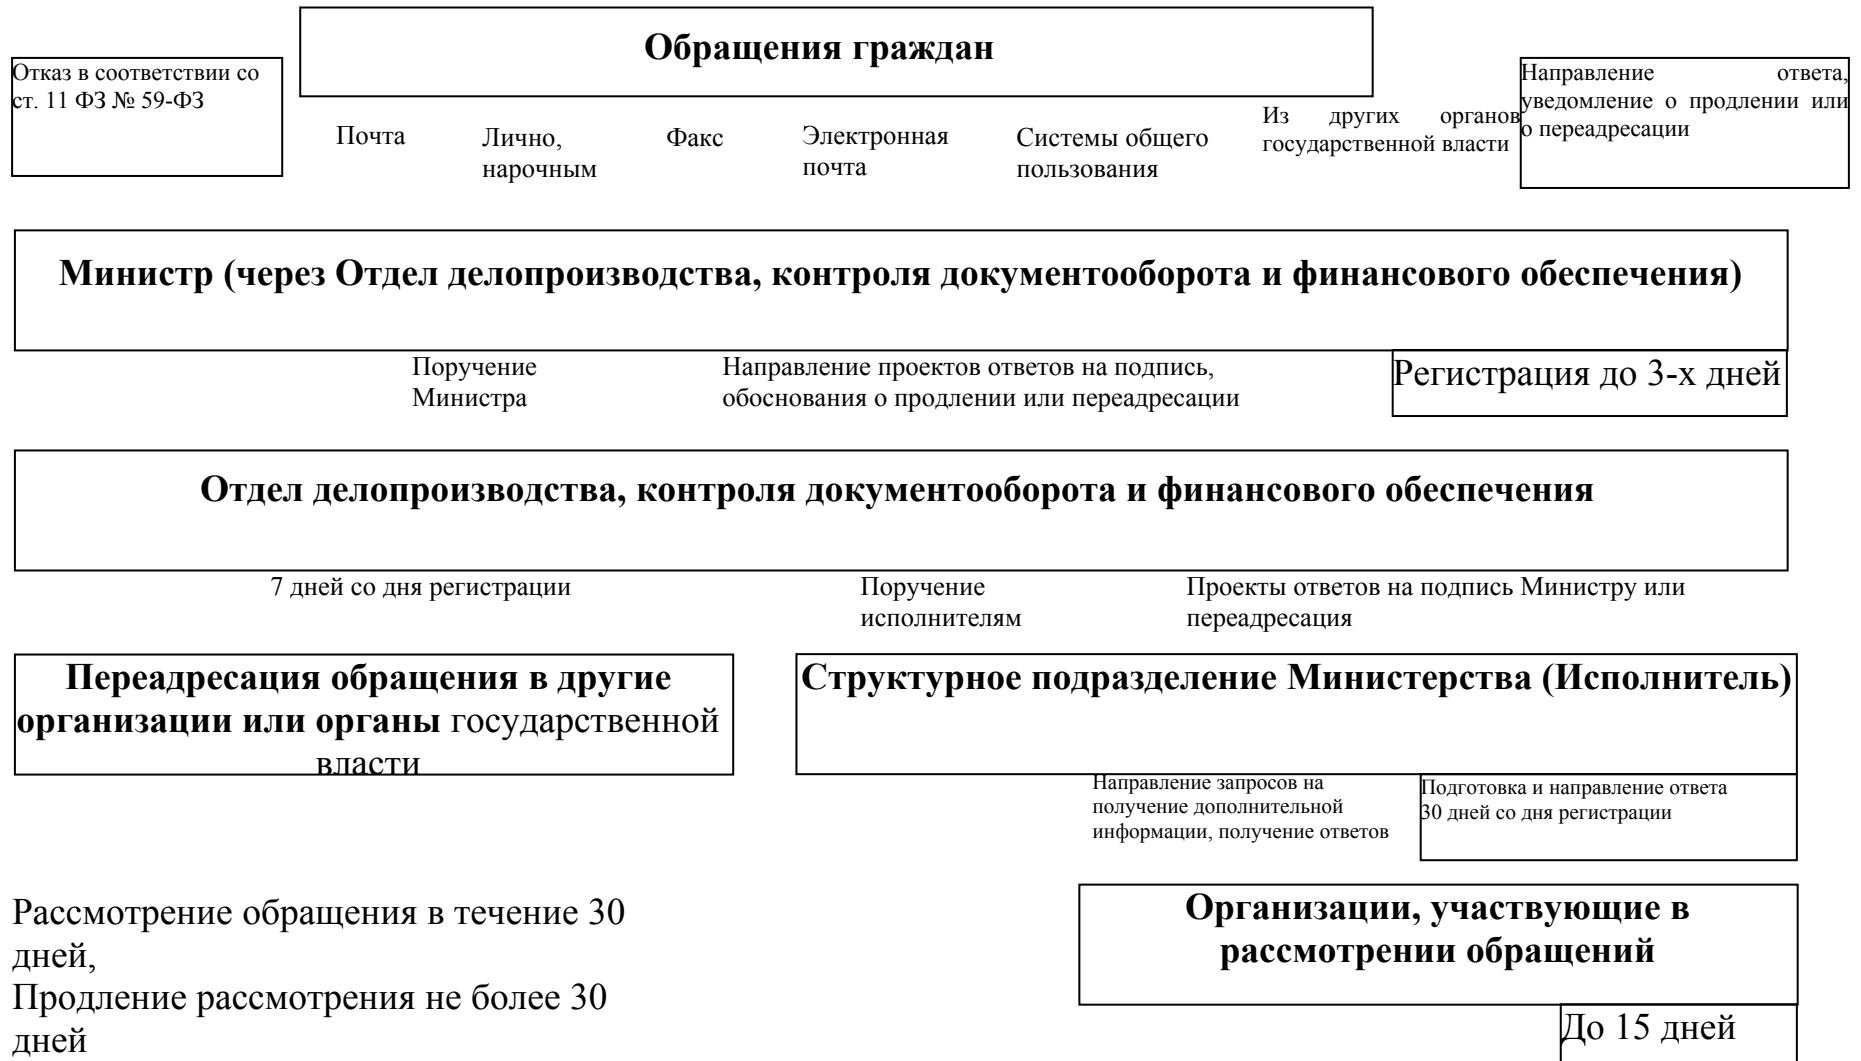 Обращения граждан
Отказ в соответствии со
ст. 11 ФЗ № 59-ФЗ
Направление ответа,
уведомление о продлении или
о переадресации
Почта
Лично,
нарочным
Факс
Электронная
почта
Системы общего
пользования
Из других органов
государственной власти
Министр (через Отдел делопроизводства, контроля документооборота и финансового обеспечения)
Поручение
Министра
Направление проектов ответов на подпись,
обоснования о продлении или переадресации
Регистрация до 3-х дней
Отдел делопроизводства, контроля документооборота и финансового обеспечения
7 дней со дня регистрации
Поручение
исполнителям
Проекты ответов на подпись Министру или
переадресация
Переадресация обращения в другие
организации или органы государственной
власти
Структурное подразделение Министерства (Исполнитель)
Направление запросов на
получение дополнительной
информации, получение ответов
Подготовка и направление ответа
30 дней со дня регистрации
Рассмотрение обращения в течение 30
дней,
Продление рассмотрения не более 30
дней
Организации, участвующие в
рассмотрении обращений
До 15 дней